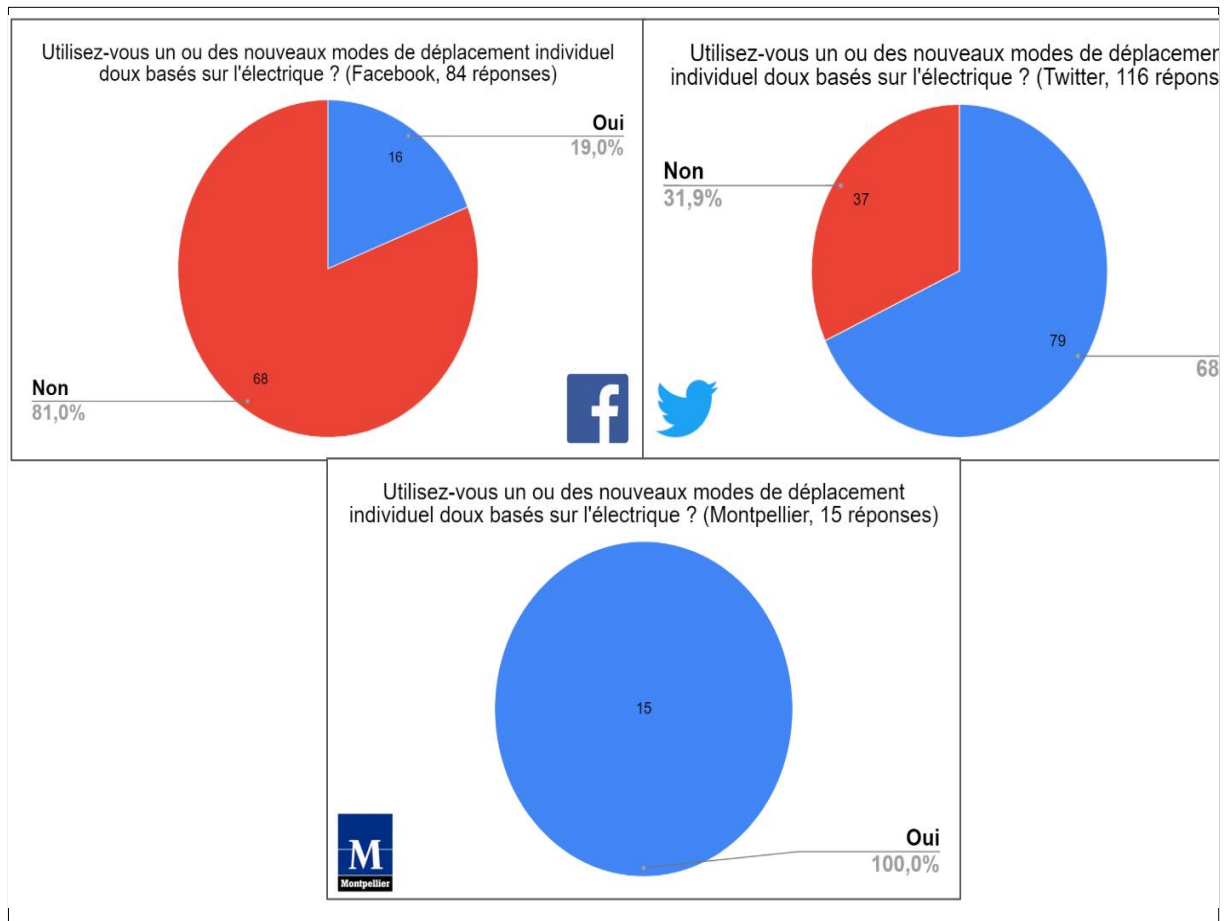 Utilisez-vous un ou des nouveaux modes de déplacement individuel
doux basés sur l'électrique ? (Facebook, 84 réponses)
Oui
19,0%
16
68
Non
81,0%
f
Utilisez-vous un ou des nouveaux modes de déplacemer
individuel doux basés sur l'électrique ? (Twitter, 116 répons
Non
31,9%
37
79
68
Utilisez-vous un ou des nouveaux modes de déplacement
individuel doux basés sur l'électrique ? (Montpellier, 15 réponses)
15
Oui
100,0%
M
Montpellier